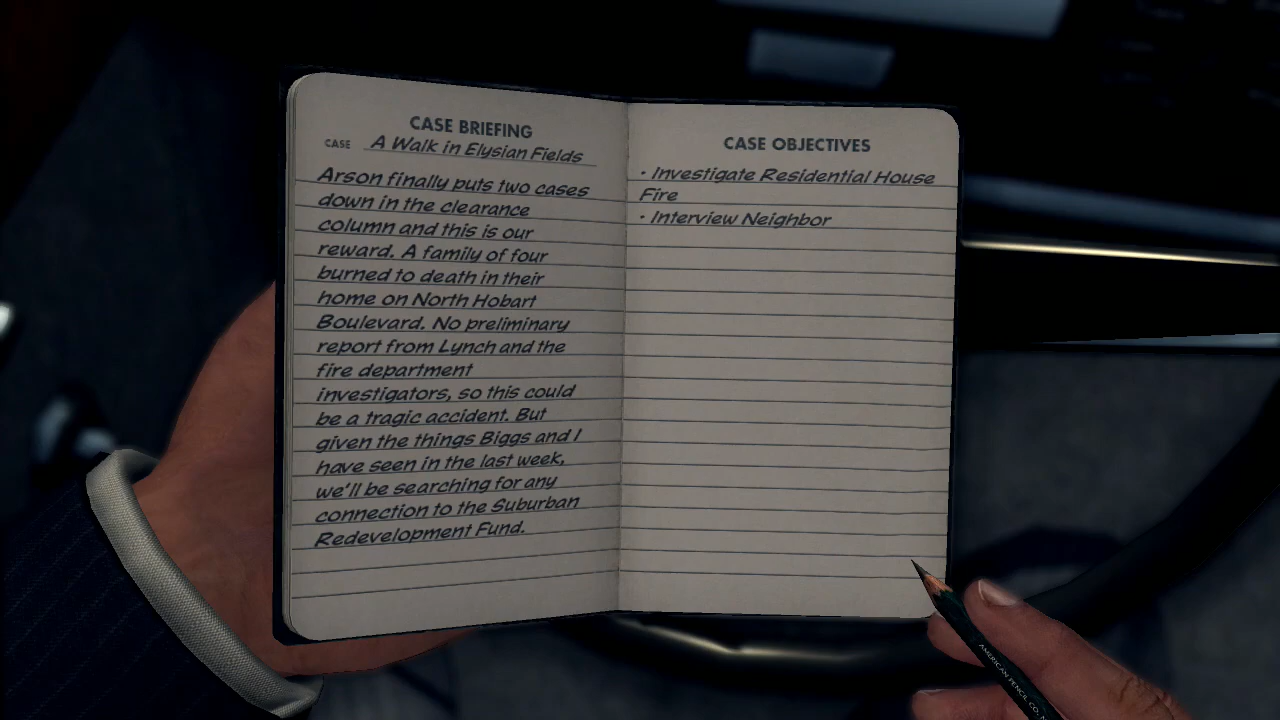 CASE BRIEFING
CASE A Walk in Elysian Fields
Arson finally puts two cases
down in the clearance
column and this is our
reward. A family of four
burned to death in their
home on North Hobart
Boulevard. No preliminary
report from Lynch and the
fire department
investigators, so this could
be a tragic accident. But
given the things Biggs and I
have seen in the last week,
we'll be searching for any
connection to the Suburban
Redevelopment Fund.
CASE OBJECTIVES
· Investigate Residential House
Fire
· Interview Neighbor
AMERICAN PENCIL CO.